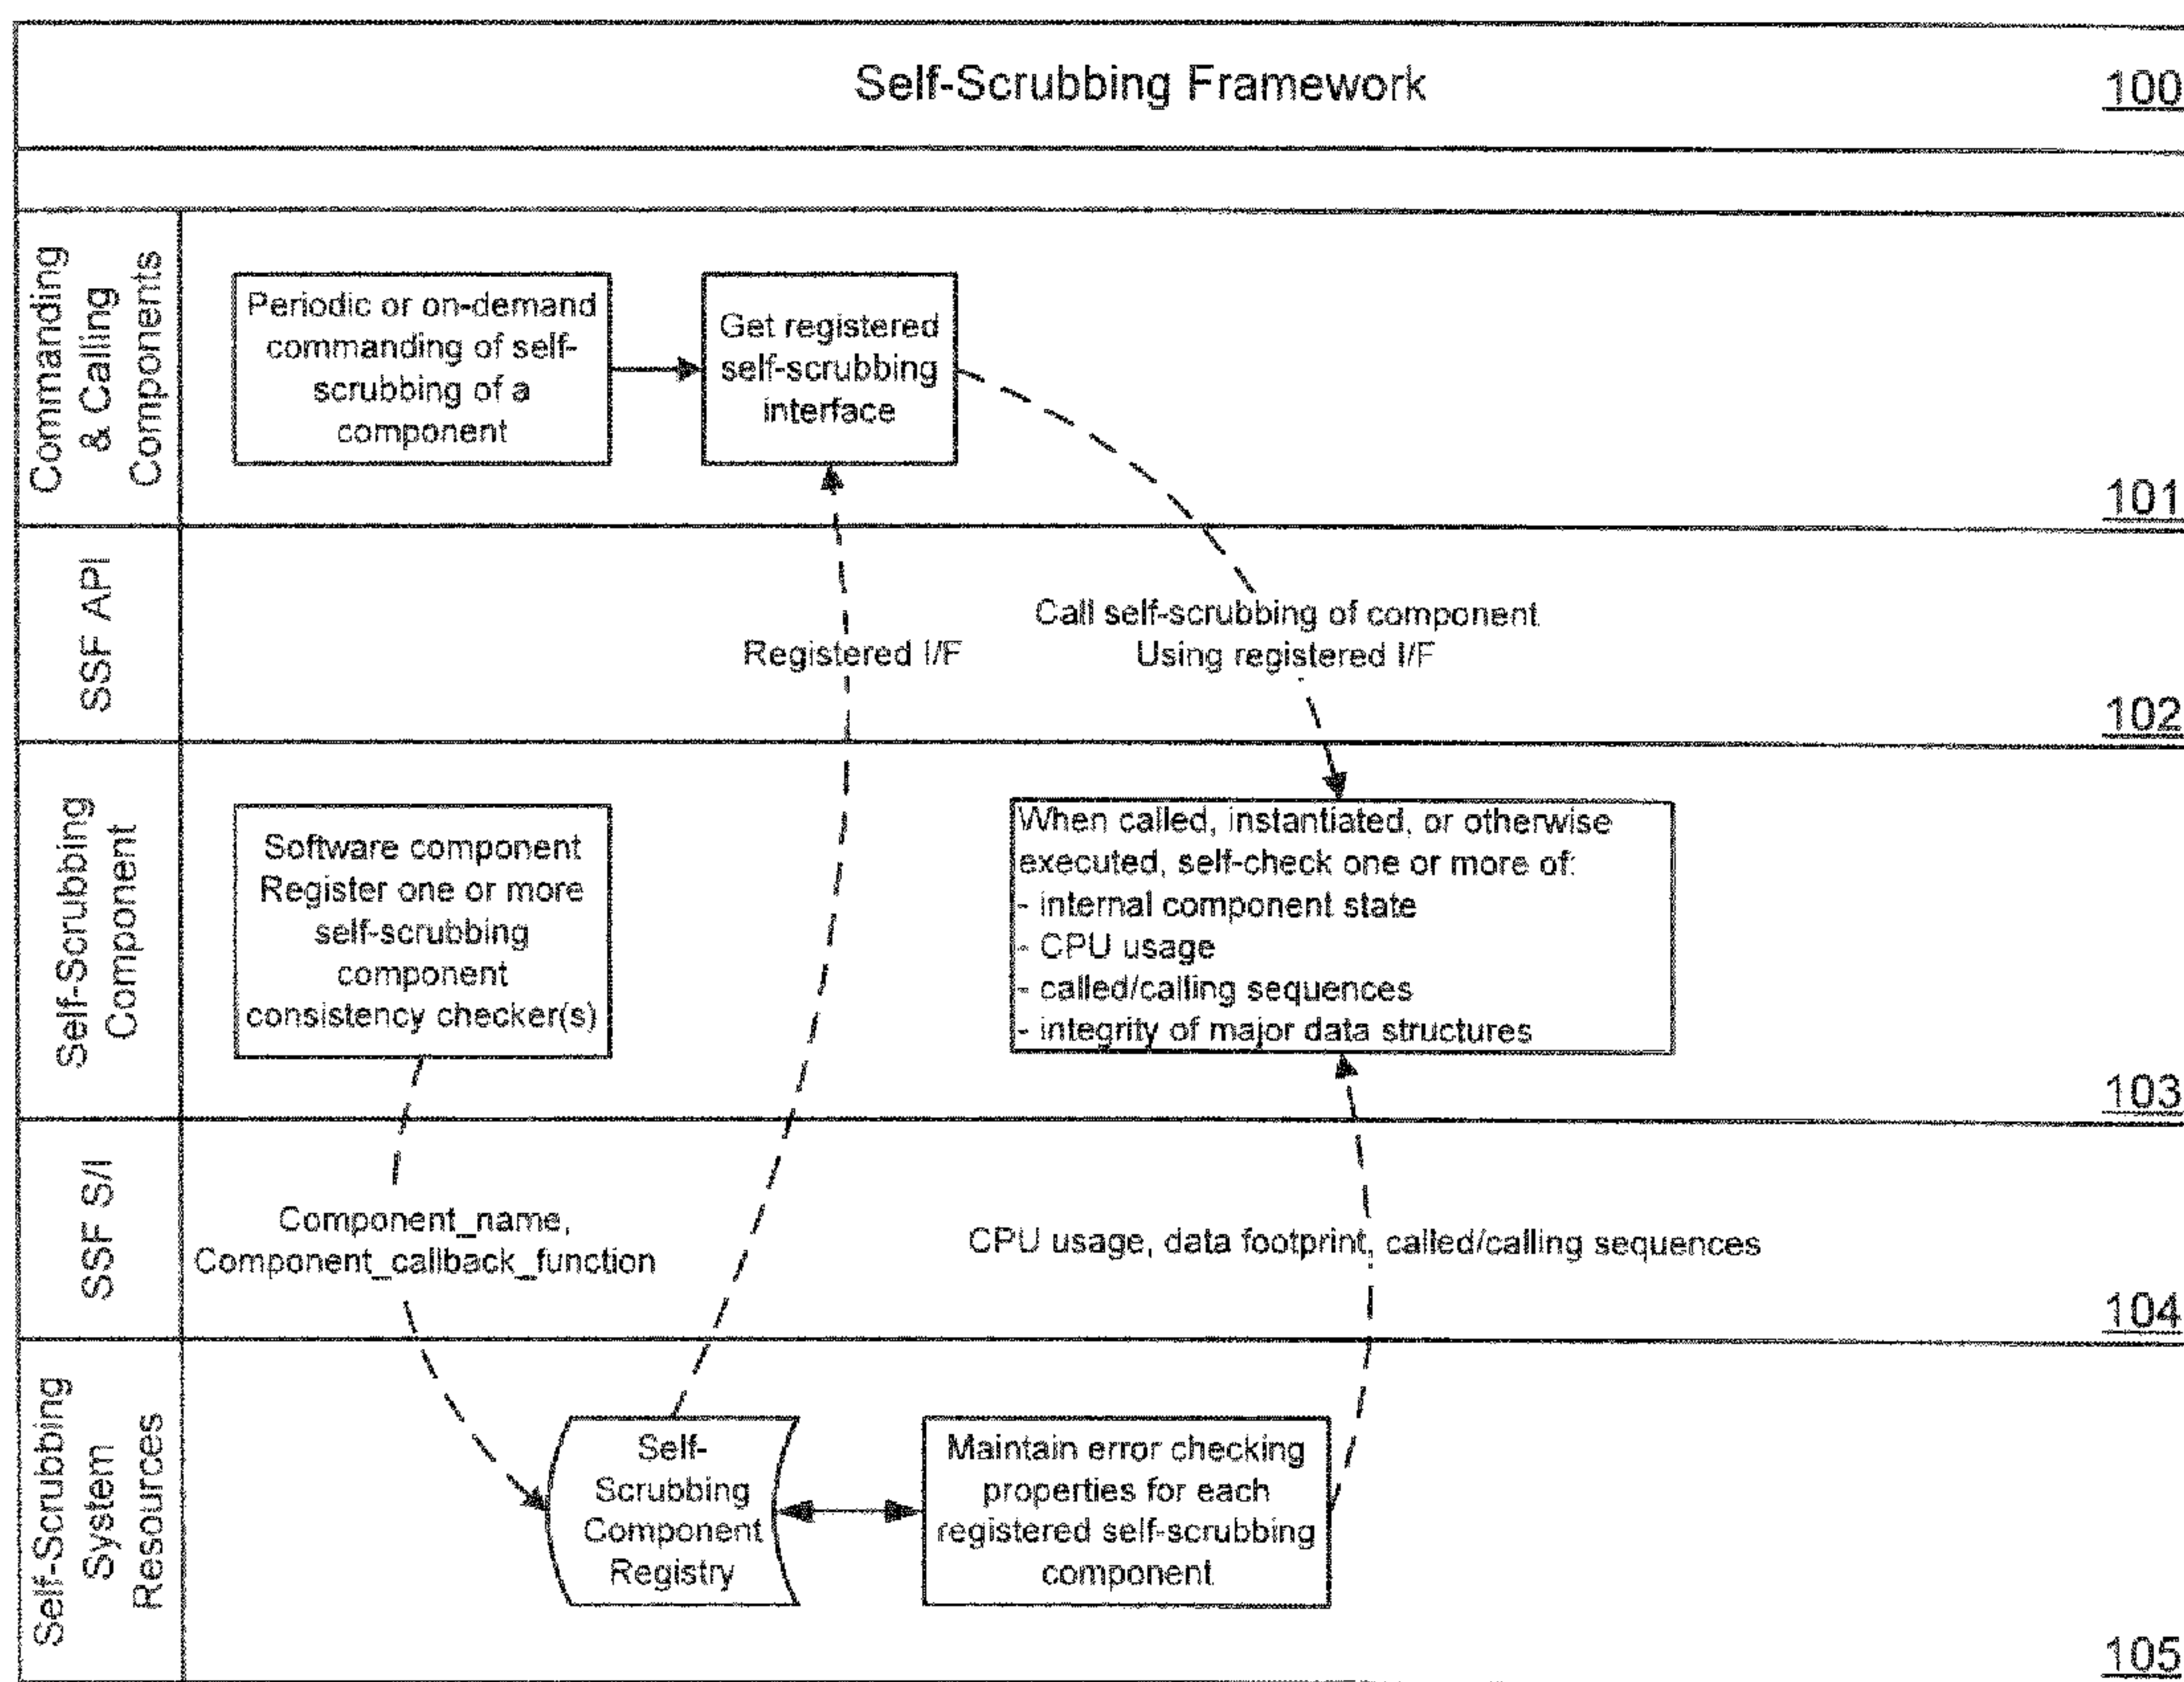 Self-Scrubbing Framework
100
Commanding
& Calling
Components
Periodic or on-demand
commanding of self-
scrubbing of a
component
Get registered
self-scrubbing
interface
101
SSF API
Registered I/F
Call self-scrubbing of component
Using registered I/F
102
Self-Scrubbing
Component
Software component
Register one or more
self-scrubbing
component
consistency checker(s)
When called, instantiated, or otherwise
executed, self-check one or more of:
- internal component state
- CPU usage
- called/calling sequences
- integrity of major data structures
103
SSF S/I
Component_name,
Component_callback_function
CPU usage, data footprint, called/calling sequences
104
Self-Scrubbing
System
Resources
Self-
Scrubbing
Component
Registry
Maintain error checking
properties for each
registered self-scrubbing
component
105